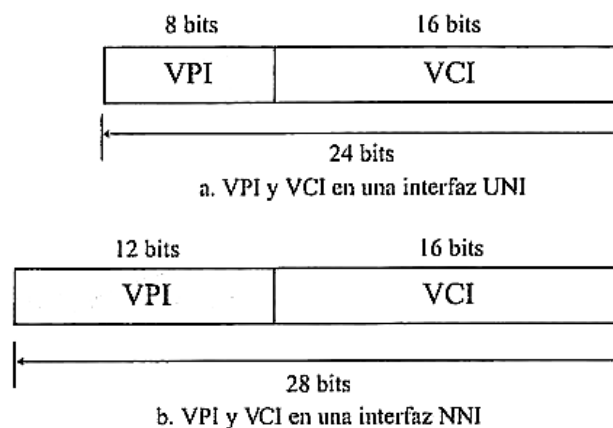 8 bits 16 bits
VPI VCI
24 bits
a. VPI y VCI en una interfaz UNI
12 bits 16 bits
VPI VCI
28 bits
b. VPI y VCI en una interfaz NNI